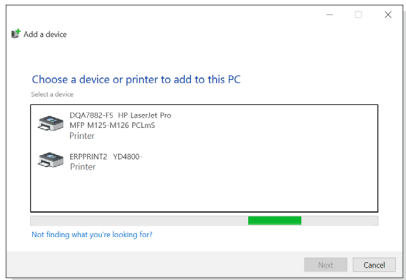 Add a device
Choose a device or printer to add to this PC
Select a device
DQA7882-F5 HP LaserJet Pro
MFP M125-M126 PCLmS
Printer
ERPPRINT2 YD4800-
Printer
Not finding what you're looking for?
Next
Cancel